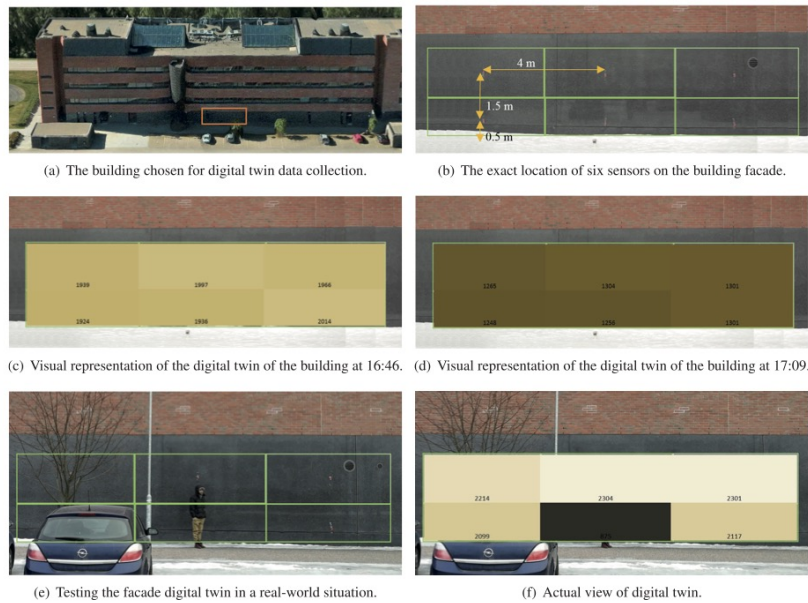 (a) The building chosen for digital twin data collection.
4 m
1.5 m
0.5 m
(b) The exact location of six sensors on the building facade.
1939 1997 1966
1924 1936 2014
(c) Visual representation of the digital twin of the building at 16:46.
1265 1304 1301
1248 1256 1301
(d) Visual representation of the digital twin of the building at 17:09.
(e) Testing the facade digital twin in a real-world situation.
2214 2304 2301
2099 2117
(f) Actual view of digital twin.